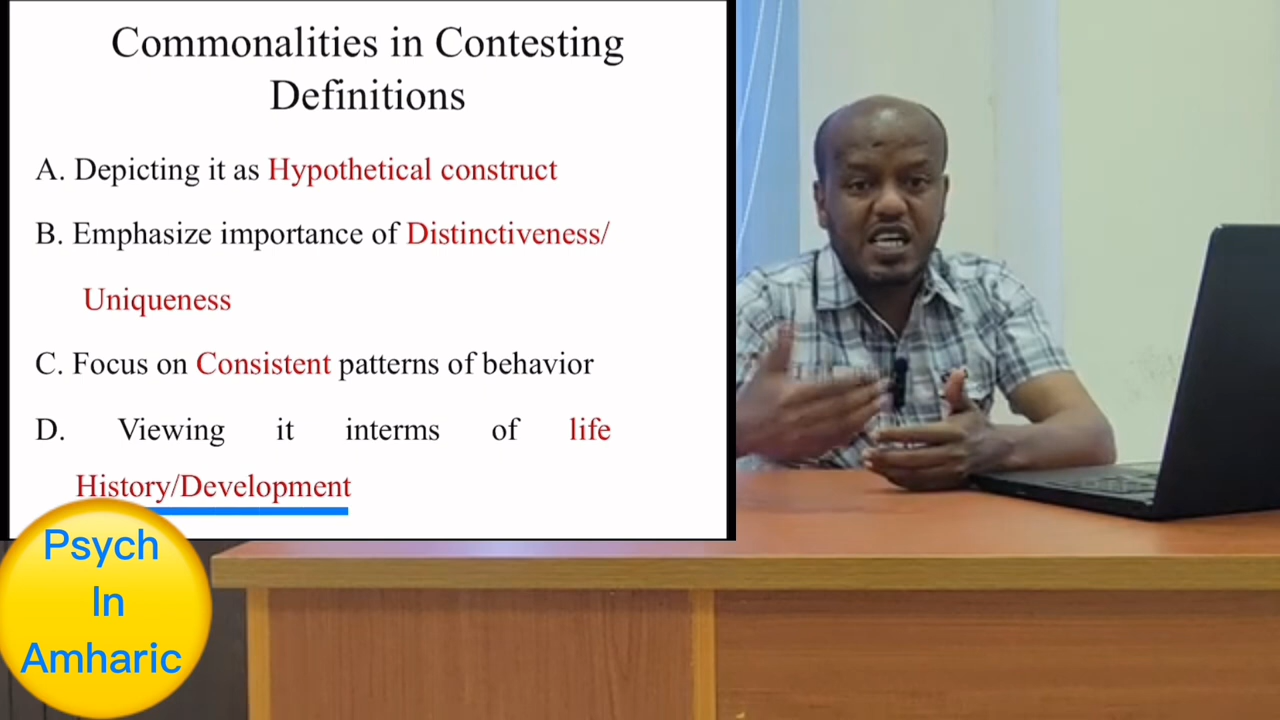 Commonalities in Contesting
Definitions
A. Depicting it as Hypothetical construct
B. Emphasize importance of Distinctiveness/
Uniqueness
C. Focus on Consistent patterns of behavior
D. Viewing it interms of life
History/Development
Psych
In
Amharic